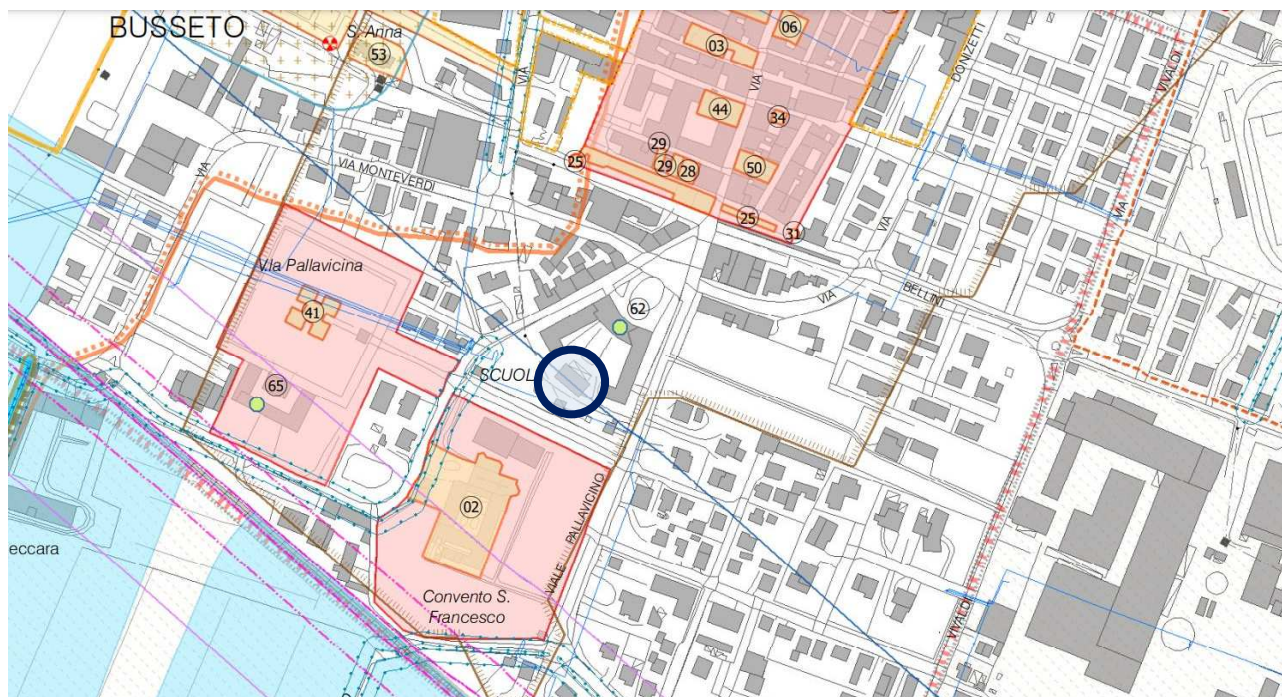 BUSSETO
S. Anna
53
03
06
VIA
VIA
DONIZETTI
VIVALDI
44
34
VIA
29
25
29
28
50
VIA MONTEVERDI
VIA
25
31
VIA
V.la Pallavicina
VIA
BELLINI
41
62
65
SCUOL
02
VIALE PALLAVICINO
eccara
Convento S.
Francesco
VIVALDI